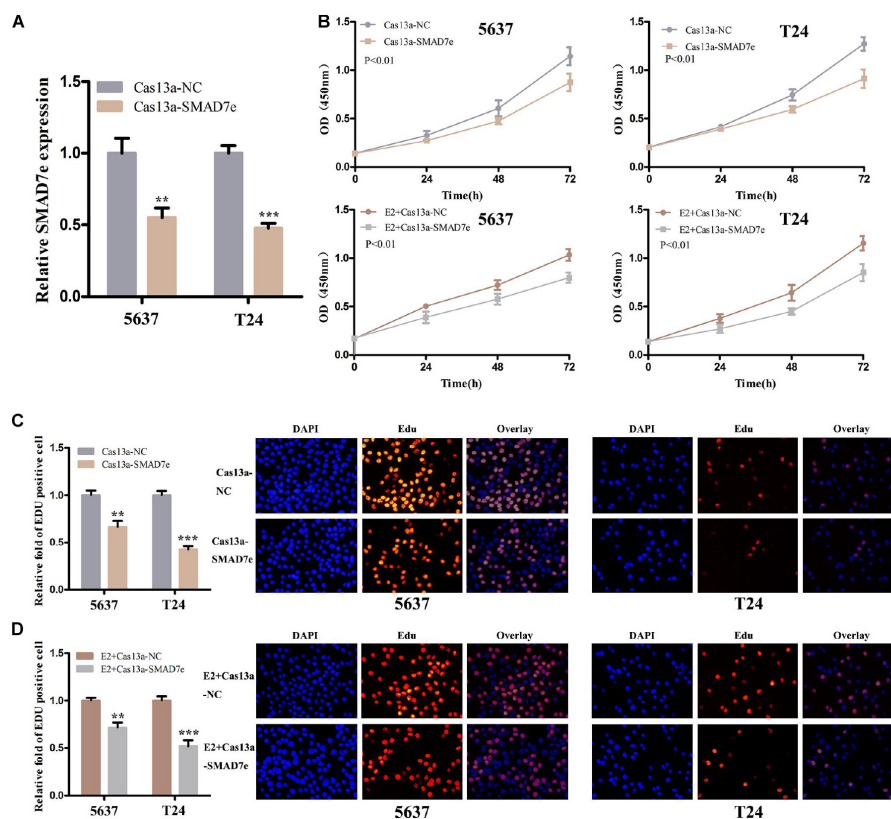 A
Relative SMAD7e expression
1.5
1.0
0.5
0.0
Cas13a-NC
Cas13a-SMAD7e
**
***
5637
T24
B
5637
Cas13a-NC
Cas13a-SMAD7e
P<0.01
OD (450nm)
1.5
1.0
0.5
0.0
0
24
48
72
Time(h)
T24
Cas13a-NC
Cas13a-SMAD7e
P<0.01
OD (450nm)
1.5
1.0
0.5
0.0
0
24
48
72
Time(h)
5637
E2+Cas13a-NC
E2+Cas13a-SMAD7e
P<0.01
OD (450nm)
1.5
1.0
0.5
0.0
0
24
48
72
Time(h)
T24
E2+Cas13a-NC
E2+Cas13a-SMAD7e
P<0.01
OD (450nm)
1.5
1.0
0.5
0.0
0
24
48
72
Time(h)
C
Relative fold of EDU positive cell
1.5
1.0
0.5
0.0
Cas13a-NC
Cas13a-SMAD7e
**
***
5637
T24
DAPI
Edu
Overlay
DAPI
Edu
Overlay
Cas13a-
NC
Cas13a-
SMAD7e
5637
T24
D
Relative fold of EDU positive cell
1.5
1.0
0.5
0.0
E2+Cas13a-NC
E2+Cas13a-SMAD7e
**
***
5637
T24
DAPI
Edu
Overlay
DAPI
Edu
Overlay
E2+Cas13a
-NC
E2+Cas13a
-SMAD7e
5637
T24